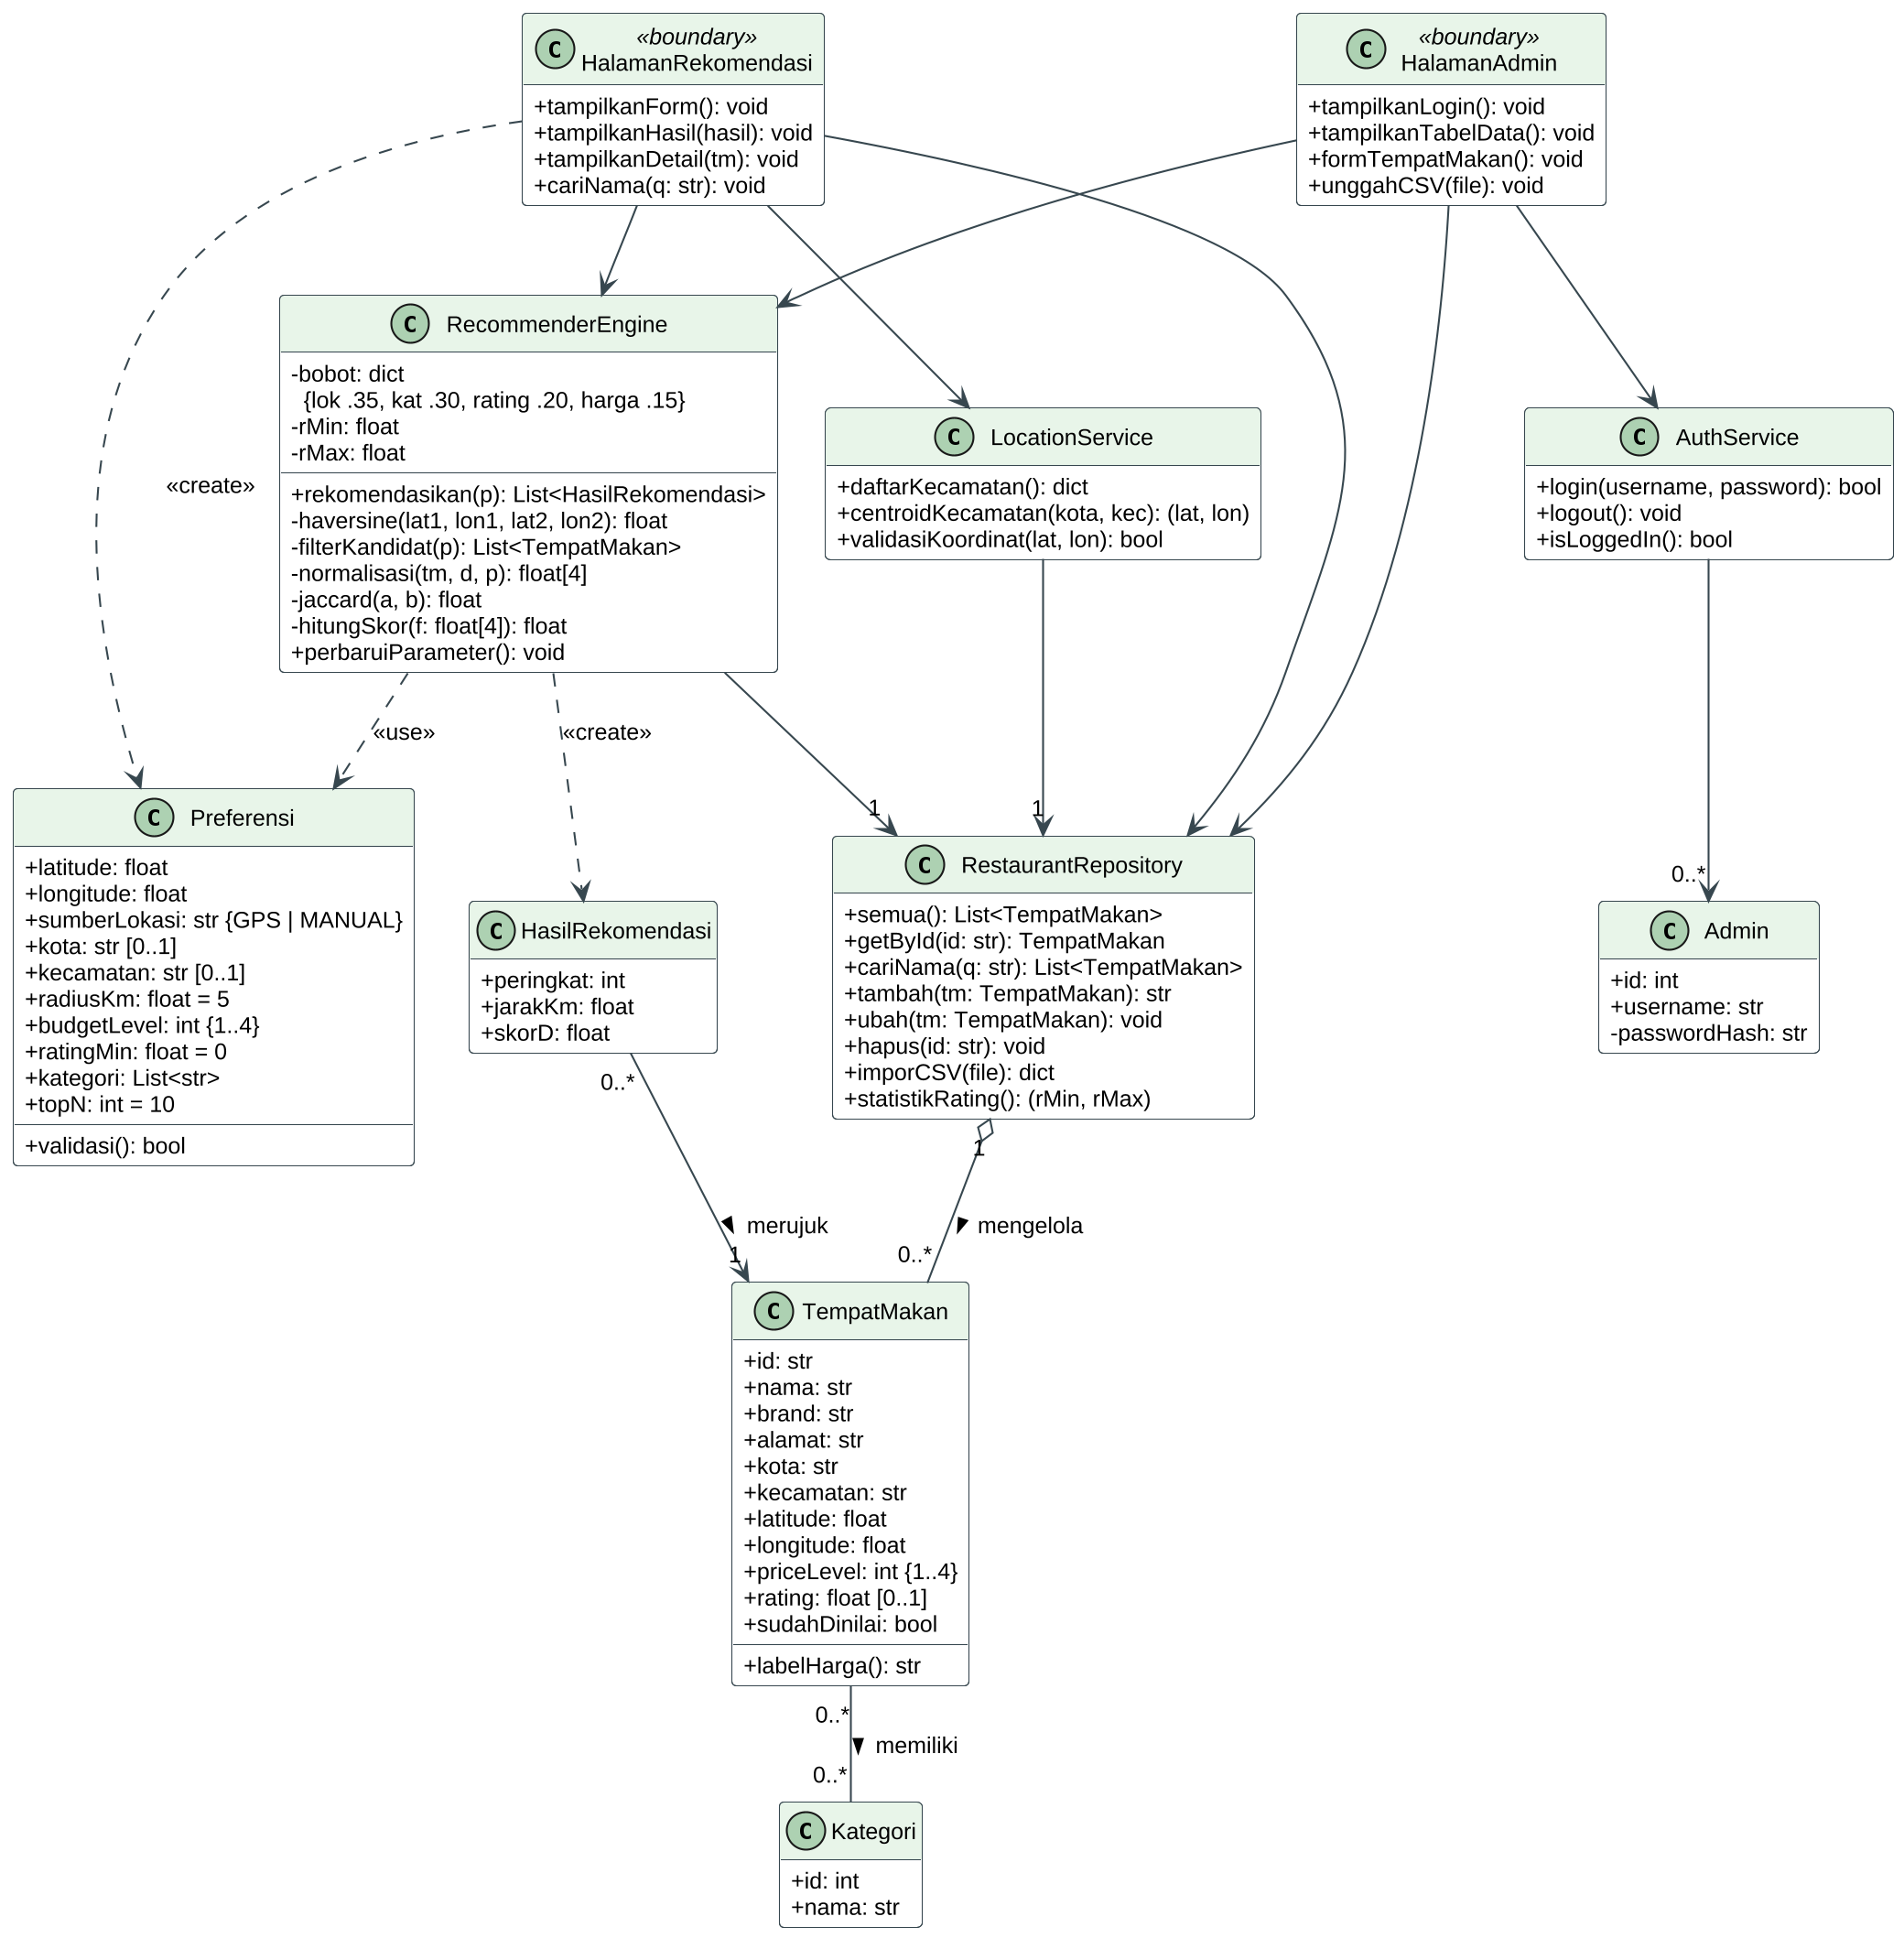 «boundary»
HalamanRekomendasi
+tampilkanForm(): void
+tampilkanHasil(hasil): void
+tampilkanDetail(tm): void
+cariNama(q: str): void
«boundary»
HalamanAdmin
+tampilkanLogin(): void
+tampilkanTabelData(): void
+formTempatMakan(): void
+unggahCSV(file): void
C
C
C
RecommenderEngine
-bobot: dict
{lok .35, kat .30, rating .20, harga .15}
-rMin: float
-rMax: float
+rekomendasikan(p): List<HasilRekomendasi>
-haversine(lat1, lon1, lat2, lon2): float
-filterKandidat(p): List<TempatMakan>
-normalisasi(tm, d, p): float[4]
-jaccard(a, b): float
-hitungSkor(f: float[4]): float
+perbaruiParameter(): void
C
LocationService
+daftarKecamatan(): dict
+centroidKecamatan(kota, kec): (lat, lon)
+validasiKoordinat(lat, lon): bool
C
AuthService
+login(username, password): bool
+logout(): void
+isLoggedIn(): bool
«create»
«use»
«create»
1
1
0..*
C
Preferensi
+latitude: float
+longitude: float
+sumberLokasi: str {GPS | MANUAL}
+kota: str [0..1]
+kecamatan: str [0..1]
+radiusKm: float = 5
+budgetLevel: int {1..4}
+ratingMin: float = 0
+kategori: List<str>
+topN: int = 10
+validasi(): bool
C
HasilRekomendasi
+peringkat: int
+jarakKm: float
+skorD: float
C
RestaurantRepository
+semua(): List<TempatMakan>
+getById(id: str): TempatMakan
+cariNama(q: str): List<TempatMakan>
+tambah(tm: TempatMakan): str
+ubah(tm: TempatMakan): void
+hapus(id: str): void
+imporCSV(file): dict
+statistikRating(): (rMin, rMax)
C
Admin
+id: int
+username: str
-passwordHash: str
0..*
1
merujuk
mengelola
1
0..*
C
TempatMakan
+id: str
+nama: str
+brand: str
+alamat: str
+kota: str
+kecamatan: str
+latitude: float
+longitude: float
+priceLevel: int {1..4}
+rating: float [0..1]
+sudahDinilai: bool
+labelHarga(): str
0..*
memiliki
0..*
C
Kategori
+id: int
+nama: str